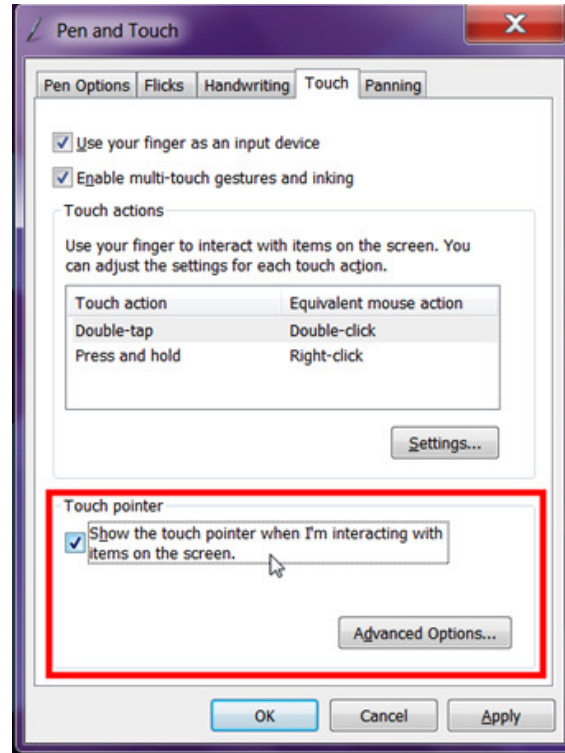 Pen and Touch
Pen Options Flicks Handwriting Touch Panning
Use your finger as an input device
Enable multi-touch gestures and inking
Touch actions
Use your finger to interact with items on the screen. You
can adjust the settings for each touch action.
Touch action Equivalent mouse action
Double-tap Double-click
Press and hold Right-click
Settings...
Touch pointer
Show the touch pointer when I'm interacting with
items on the screen.
Advanced Options...
OK Cancel Apply